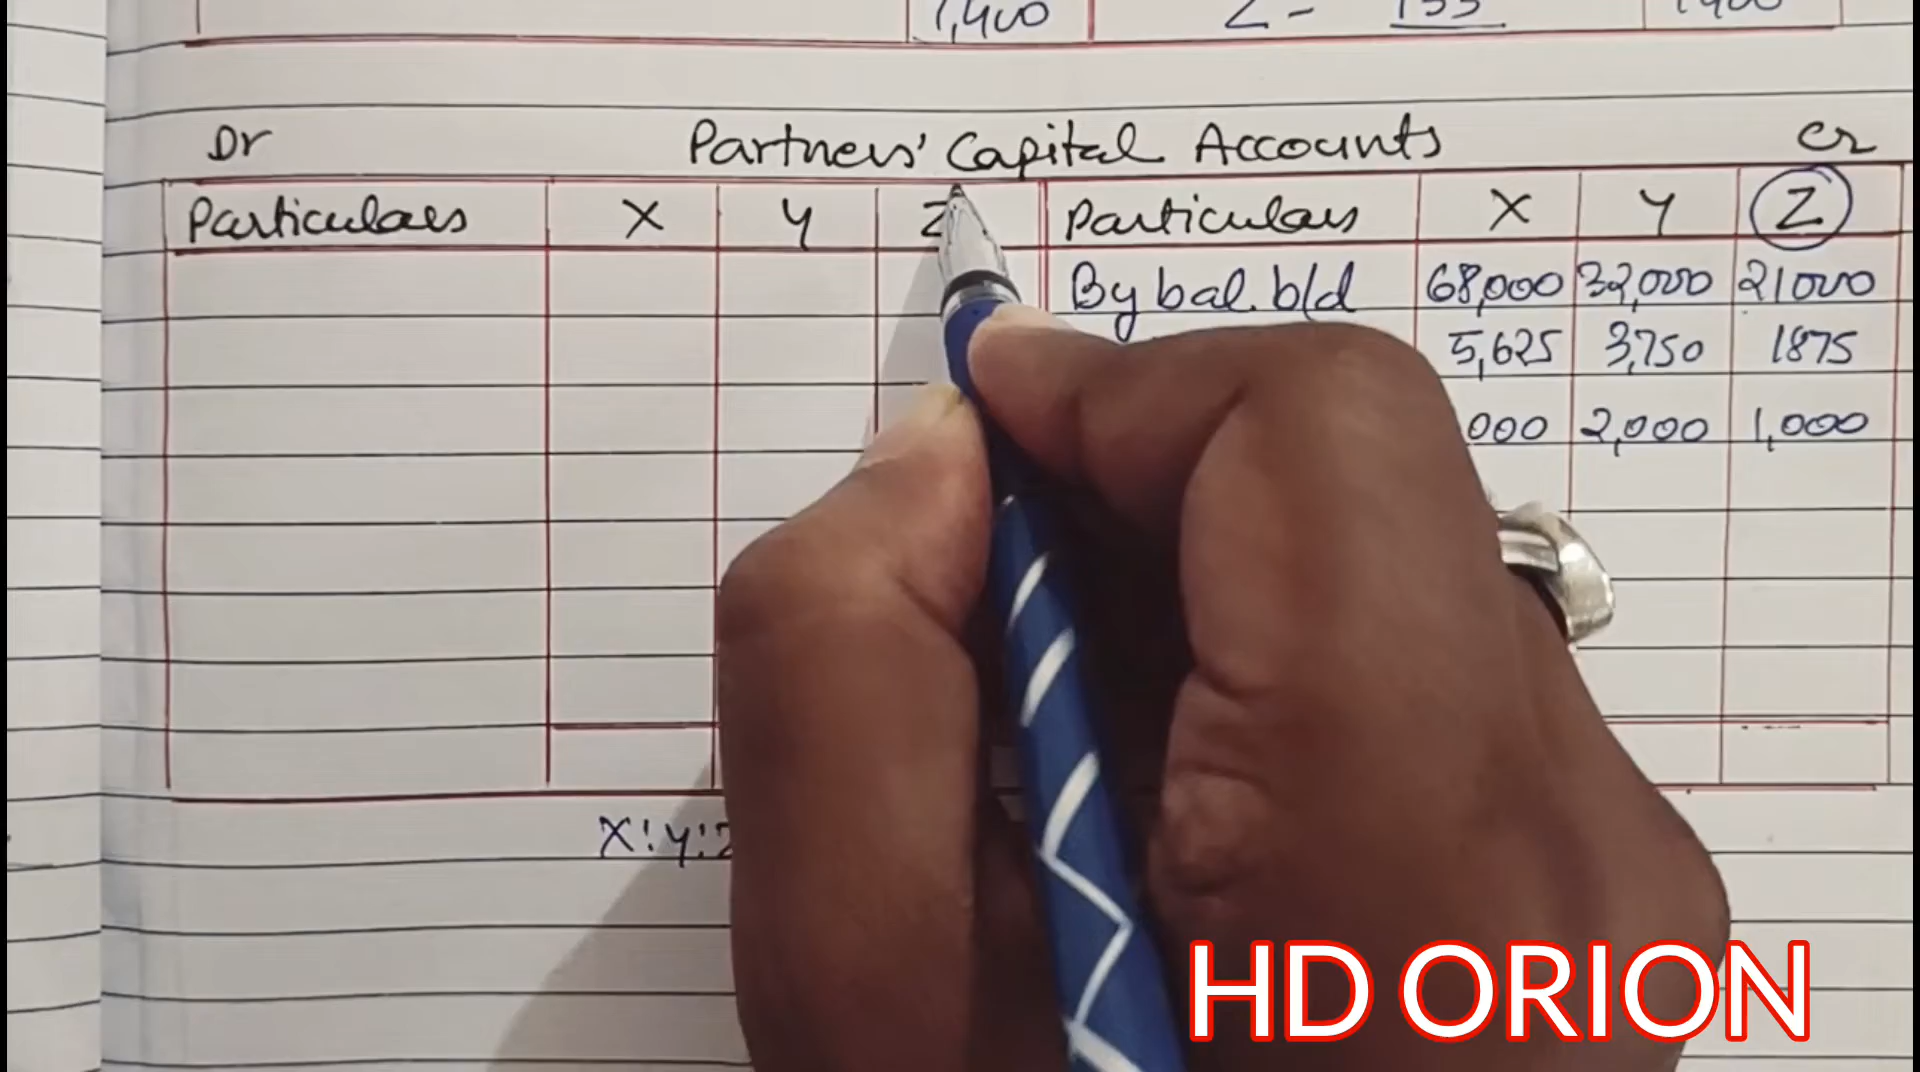 1,400 Z - 133 1400
Dr Partners' Capital Accounts Cr
Particulars X Y Z Particulars X Y Z
By bal. b/d 68,000 32,000 21000
5,625 3,750 1875
000 2,000 1,000
X:Y:Z
HD ORION